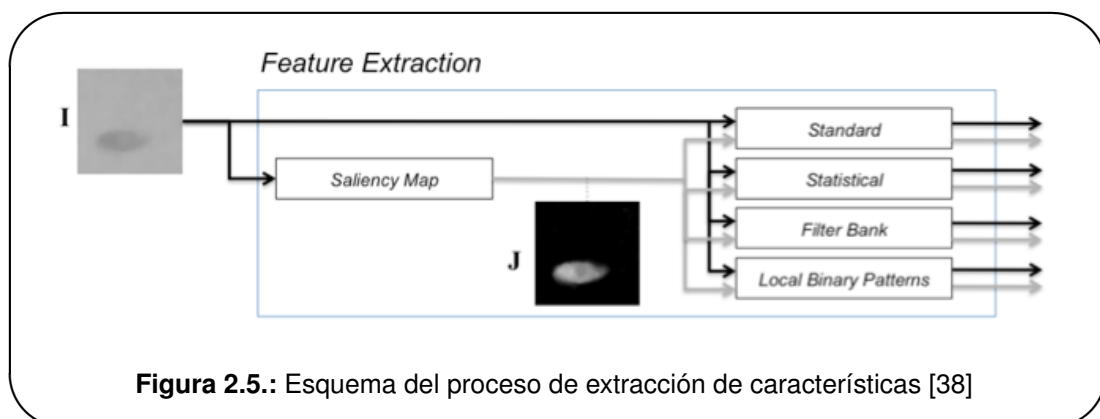 Feature Extraction
I
Standard
Saliency Map
Statistical
Filter Bank
J
Local Binary Patterns
Figura 2.5.: Esquema del proceso de extracción de características [38]